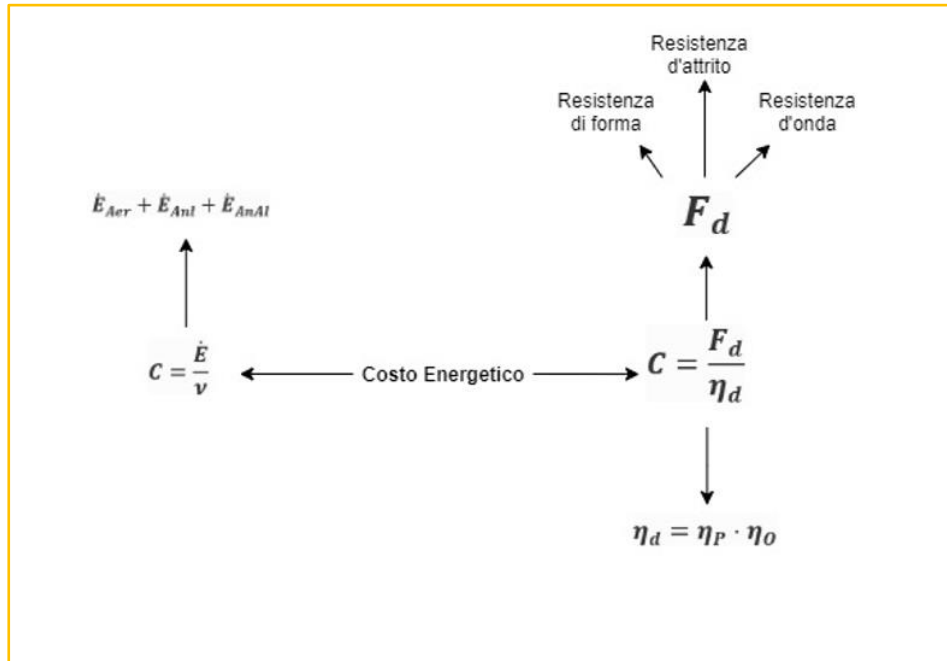 Resistenza
d'attrito
Resistenza
di forma
Resistenza
d'onda
Ė_Aer + Ė_Anl + Ė_AnAl
F_d
C = Ė / v
Costo Energetico
C = F_d / η_d
η_d = η_P · η_O